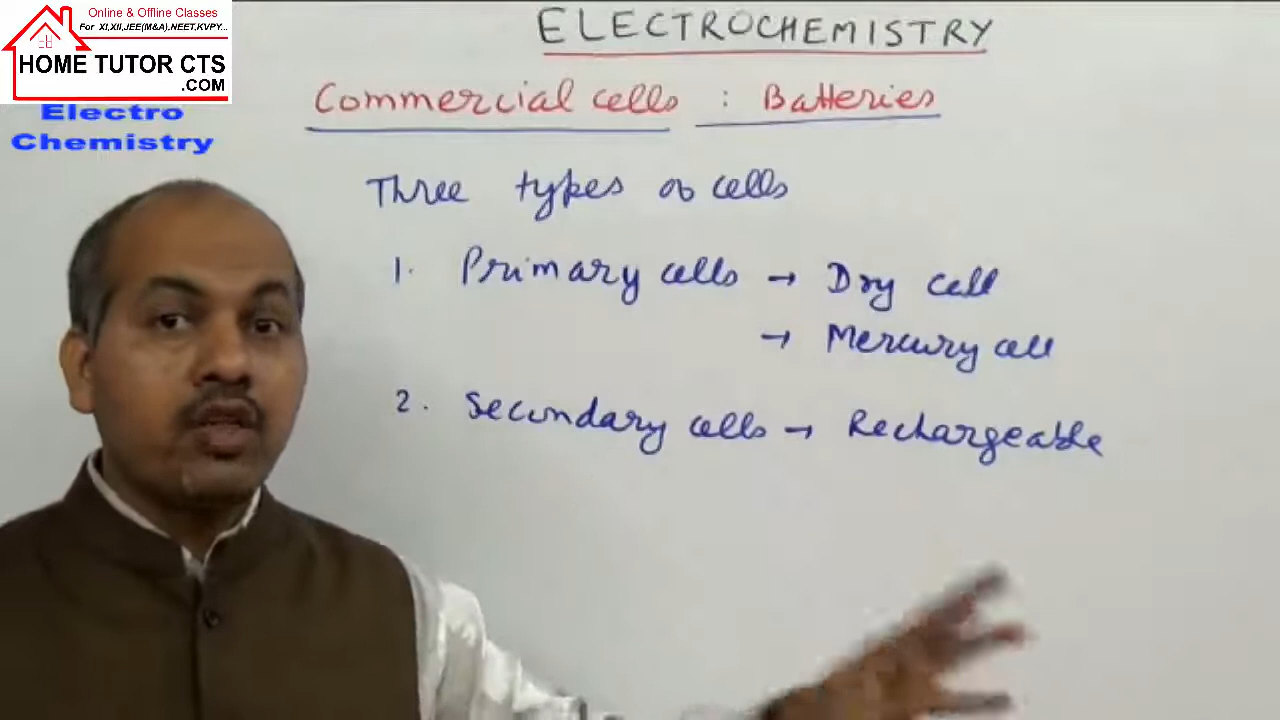 Online & Offline Classes
For XI,XII,JEE(M&A),NEET,KVPY...
HOME TUTOR CTS
.COM
Electro
Chemistry
ELECTROCHEMISTRY
Commercial cells : Batteries
Three types of cells
1. Primary cells → Dry cell
→ Mercury cell
2. Secondary cells → Rechargeable